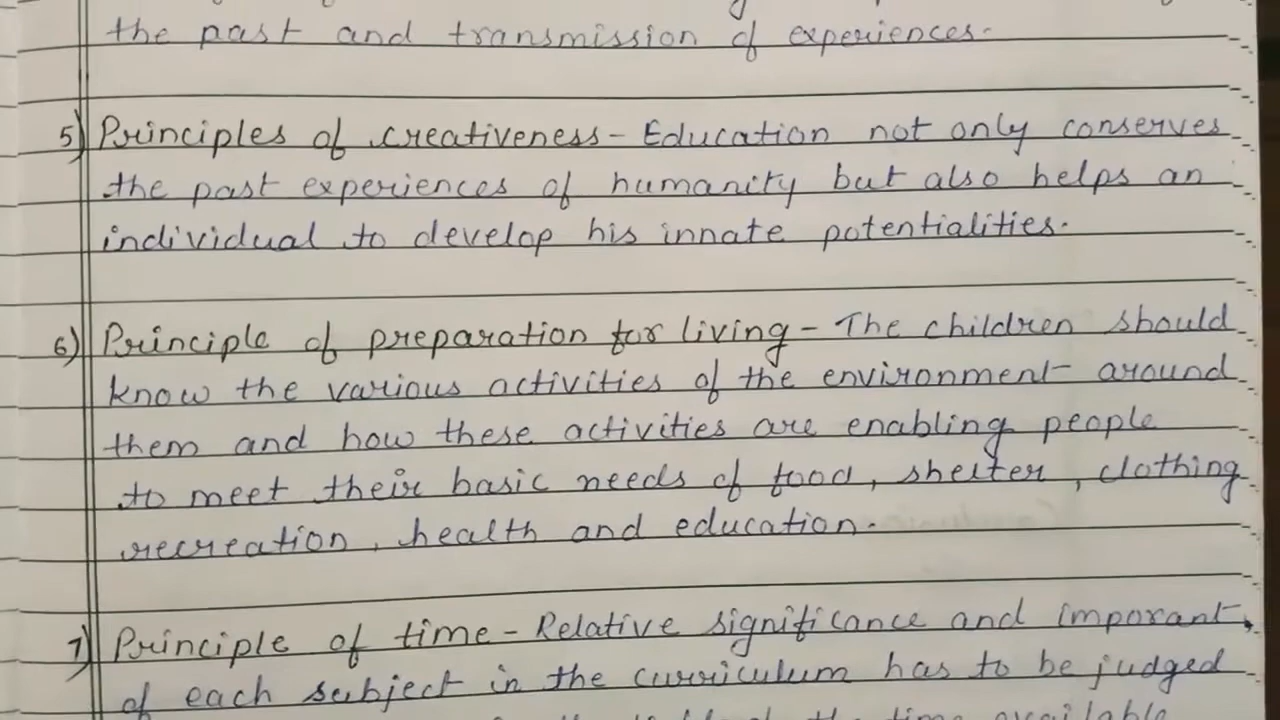 the past and transmission of experiences.
5) Principles of creativeness - Education not only conserves
the past experiences of humanity but also helps an
individual to develop his innate potentialities.
6) Principle of preparation for living - The children should
know the various activities of the environment around
them and how these activities are enabling people
to meet their basic needs of food, shelter, clothing
recreation, health and education.
7) Principle of time - Relative significance and imporant,
of each subject in the curriculum has to be judged
the time available